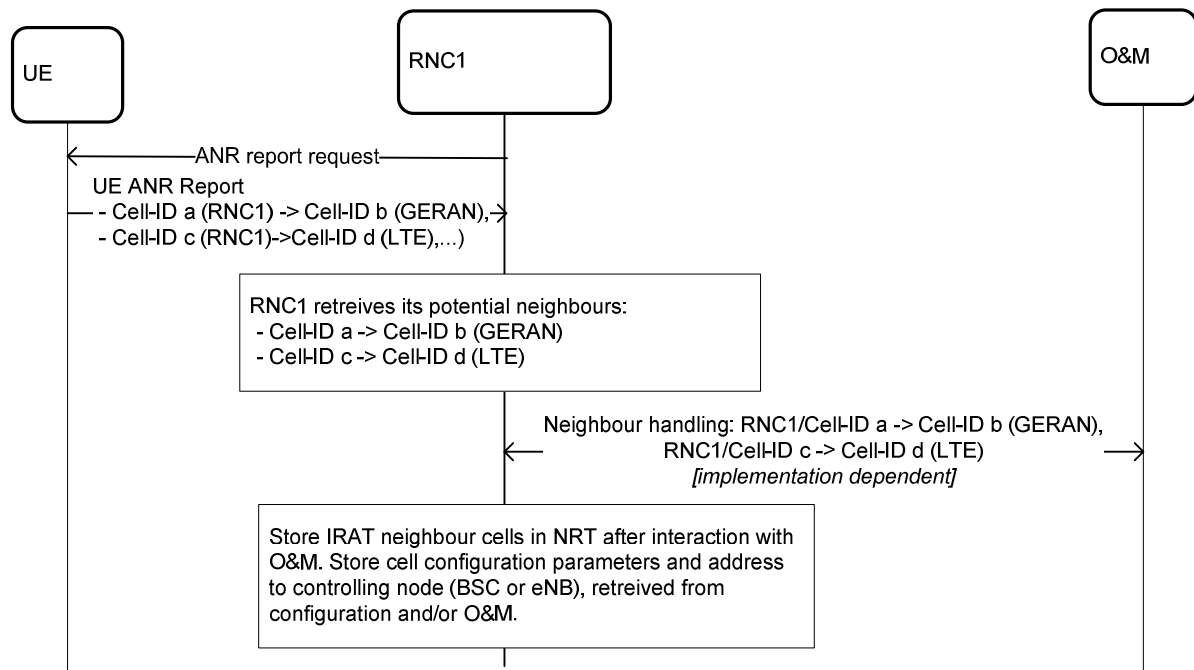 UE
RNC1
O&M
ANR report request
UE ANR Report
- Cell-ID a (RNC1) -> Cell-ID b (GERAN),
- Cell-ID c (RNC1)->Cell-ID d (LTE),...)
RNC1 retreives its potential neighbours:
- Cell-ID a -> Cell-ID b (GERAN)
- Cell-ID c -> Cell-ID d (LTE)
Neighbour handling: RNC1/Cell-ID a -> Cell-ID b (GERAN),
RNC1/Cell-ID c -> Cell-ID d (LTE)
[implementation dependent]
Store IRAT neighbour cells in NRT after interaction with
O&M. Store cell configuration parameters and address
to controlling node (BSC or eNB), retreived from
configuration and/or O&M.